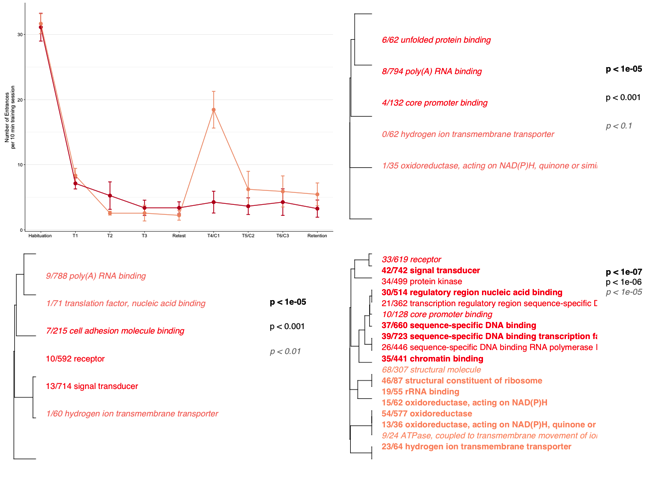 Number of Entrances
per 10 min training session
30
20
10
0
Habituation T1 T2 T3 Retest T4/C1 T5/C2 T6/C3 Retention
6/62 unfolded protein binding
8/794 poly(A) RNA binding
4/132 core promoter binding
0/62 hydrogen ion transmembrane transporter
1/35 oxidoreductase, acting on NAD(P)H, quinone or simi
p < 1e-05
p < 0.001
p < 0.1
9/788 poly(A) RNA binding
1/71 translation factor, nucleic acid binding
7/215 cell adhesion molecule binding
10/592 receptor
13/714 signal transducer
1/60 hydrogen ion transmembrane transporter
p < 1e-05
p < 0.001
p < 0.01
33/619 receptor
42/742 signal transducer
34/499 protein kinase
30/514 regulatory region nucleic acid binding
21/362 transcription regulatory region sequence-specific D
10/128 core promoter binding
37/660 sequence-specific DNA binding
39/723 sequence-specific DNA binding transcription fa
26/446 sequence-specific DNA binding RNA polymerase I
35/441 chromatin binding
68/307 structural molecule
46/87 structural constituent of ribosome
19/55 rRNA binding
15/62 oxidoreductase, acting on NAD(P)H
54/577 oxidoreductase
13/36 oxidoreductase, acting on NAD(P)H, quinone or
9/24 ATPase, coupled to transmembrane movement of io
23/64 hydrogen ion transmembrane transporter
p < 1e-07
p < 1e-06
p < 1e-05